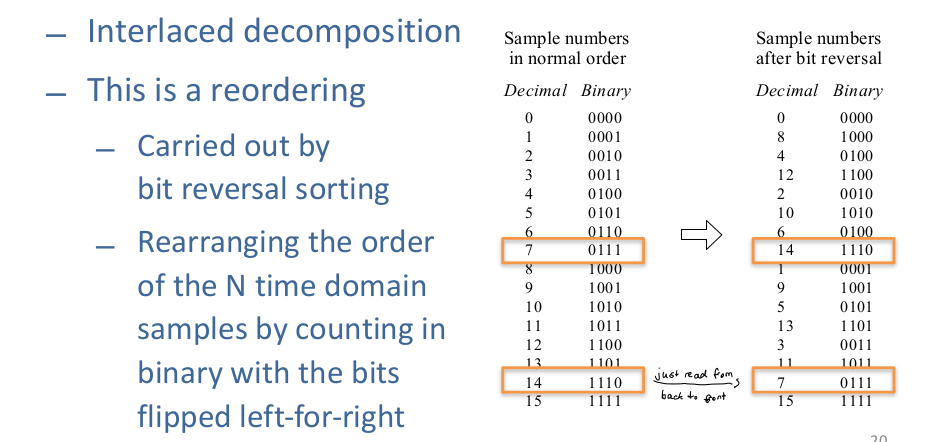 – Interlaced decomposition
– This is a reordering
– Carried out by
bit reversal sorting
– Rearranging the order
of the N time domain
samples by counting in
binary with the bits
flipped left-for-right
Sample numbers
in normal order
Decimal Binary
0 0000
1 0001
2 0010
3 0011
4 0100
5 0101
6 0110
7 0111
8 1000
9 1001
10 1010
11 1011
12 1100
13 1101
14 1110
15 1111
just read from
back to front
Sample numbers
after bit reversal
Decimal Binary
0 0000
8 1000
4 0100
12 1100
2 0010
10 1010
6 0100
14 1110
1 0001
9 1001
5 0101
13 1101
3 0011
11 1011
7 0111
15 1111
20